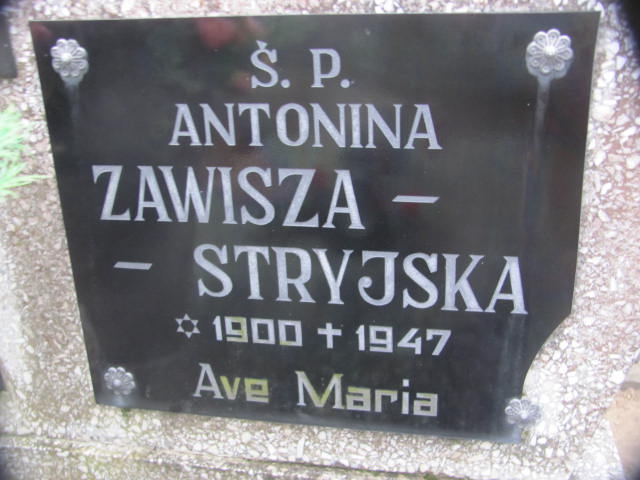 Ś. P.
ANTONINA
ZAWISZA –
– STRYJSKA
✡ 1900 ✝ 1947
Ave Maria